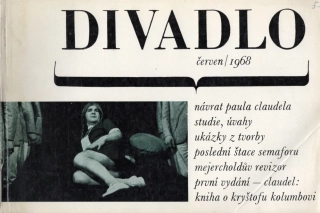 DIVADLO
červen/1968
návrat paula claudela
studie, úvahy
ukázky z tvorby
poslední štace semaforu
mejercholdův revizor
první vydání — claudel:
kniha o kryštofu kolumbovi